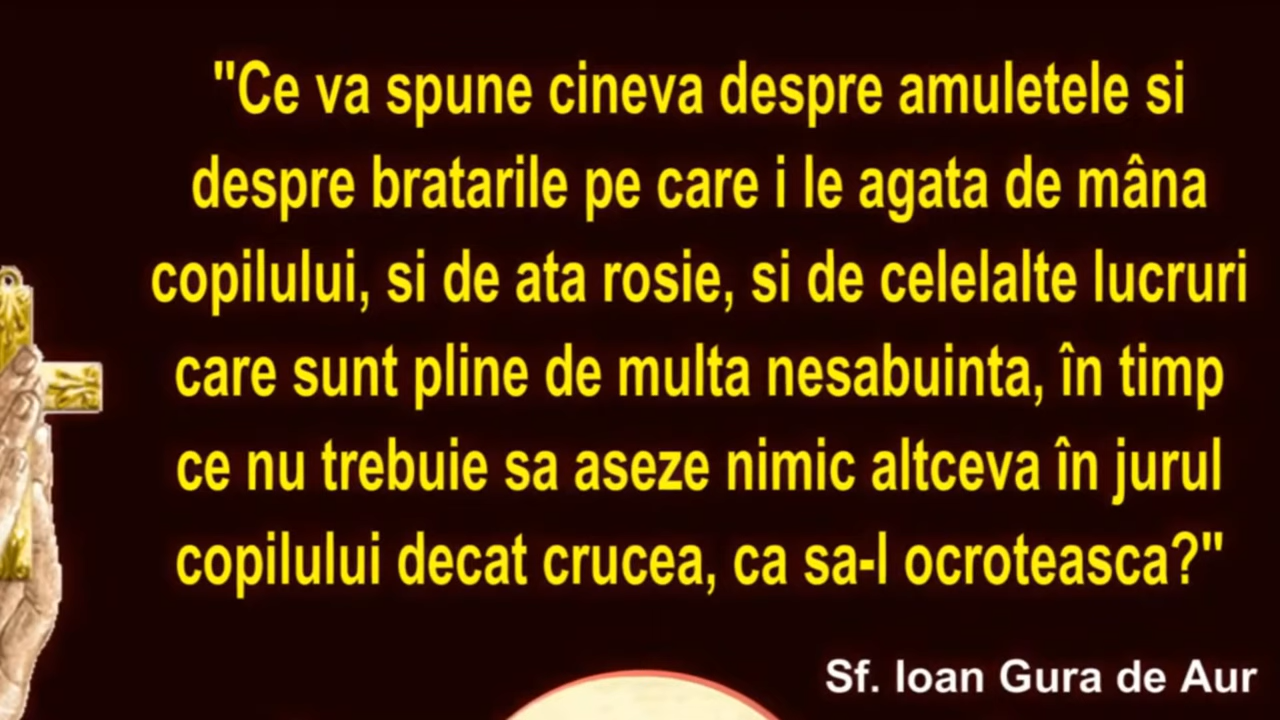 "Ce va spune cineva despre amuletele si
despre bratarile pe care i le agata de mâna
copilului, si de ata rosie, si de celelalte lucruri
care sunt pline de multa nesabuinta, în timp
ce nu trebuie sa aseze nimic altceva în jurul
copilului decat crucea, ca sa-l ocroteasca?"
Sf. Ioan Gura de Aur